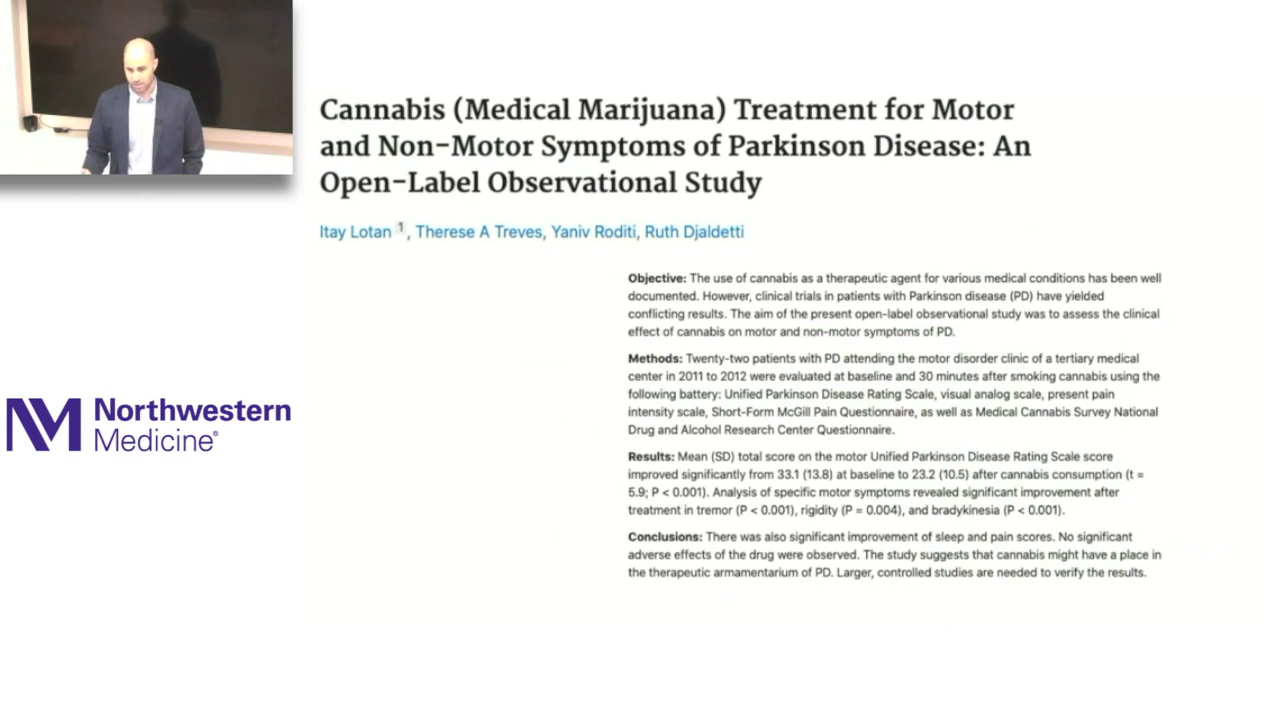 Cannabis (Medical Marijuana) Treatment for Motor
and Non-Motor Symptoms of Parkinson Disease: An
Open-Label Observational Study
Itay Lotan 1, Therese A Treves, Yaniv Roditi, Ruth Djaldetti
Objective: The use of cannabis as a therapeutic agent for various medical conditions has been well
documented. However, clinical trials in patients with Parkinson disease (PD) have yielded
conflicting results. The aim of the present open-label observational study was to assess the clinical
effect of cannabis on motor and non-motor symptoms of PD.
Methods: Twenty-two patients with PD attending the motor disorder clinic of a tertiary medical
center in 2011 to 2012 were evaluated at baseline and 30 minutes after smoking cannabis using the
following battery: Unified Parkinson Disease Rating Scale, visual analog scale, present pain
intensity scale, Short-Form McGill Pain Questionnaire, as well as Medical Cannabis Survey National
Drug and Alcohol Research Center Questionnaire.
Results: Mean (SD) total score on the motor Unified Parkinson Disease Rating Scale score
improved significantly from 33.1 (13.8) at baseline to 23.2 (10.5) after cannabis consumption (t =
5.9; P < 0.001). Analysis of specific motor symptoms revealed significant improvement after
treatment in tremor (P < 0.001), rigidity (P = 0.004), and bradykinesia (P < 0.001).
Conclusions: There was also significant improvement of sleep and pain scores. No significant
adverse effects of the drug were observed. The study suggests that cannabis might have a place in
the therapeutic armamentarium of PD. Larger, controlled studies are needed to verify the results.
NM Northwestern
Medicine®